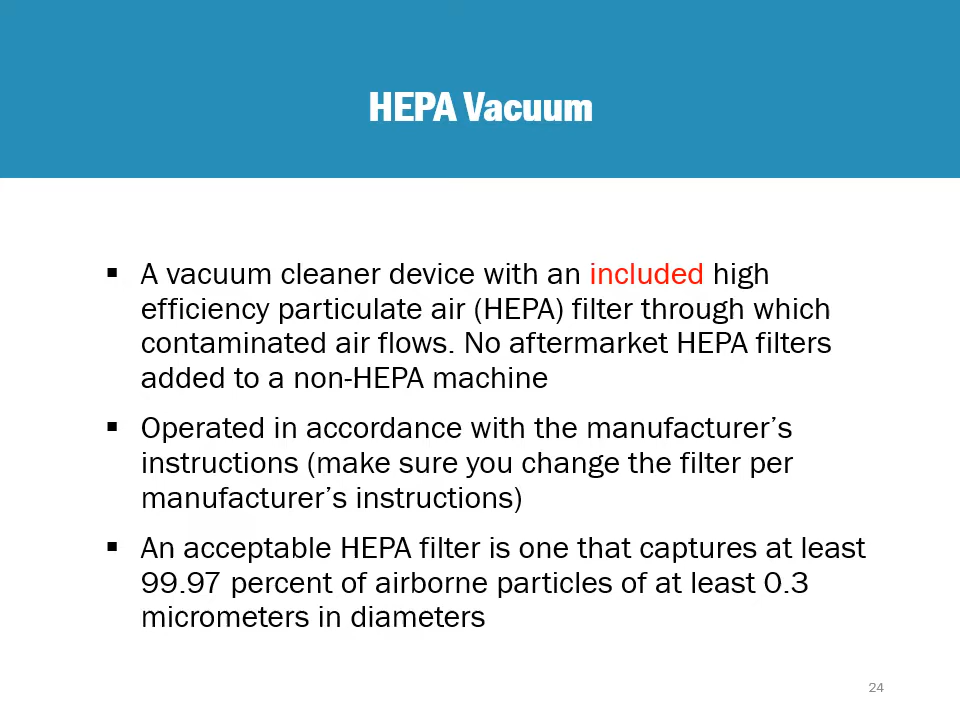 HEPA Vacuum
▪ A vacuum cleaner device with an included high
efficiency particulate air (HEPA) filter through which
contaminated air flows. No aftermarket HEPA filters
added to a non-HEPA machine
▪ Operated in accordance with the manufacturer’s
instructions (make sure you change the filter per
manufacturer’s instructions)
▪ An acceptable HEPA filter is one that captures at least
99.97 percent of airborne particles of at least 0.3
micrometers in diameters
24